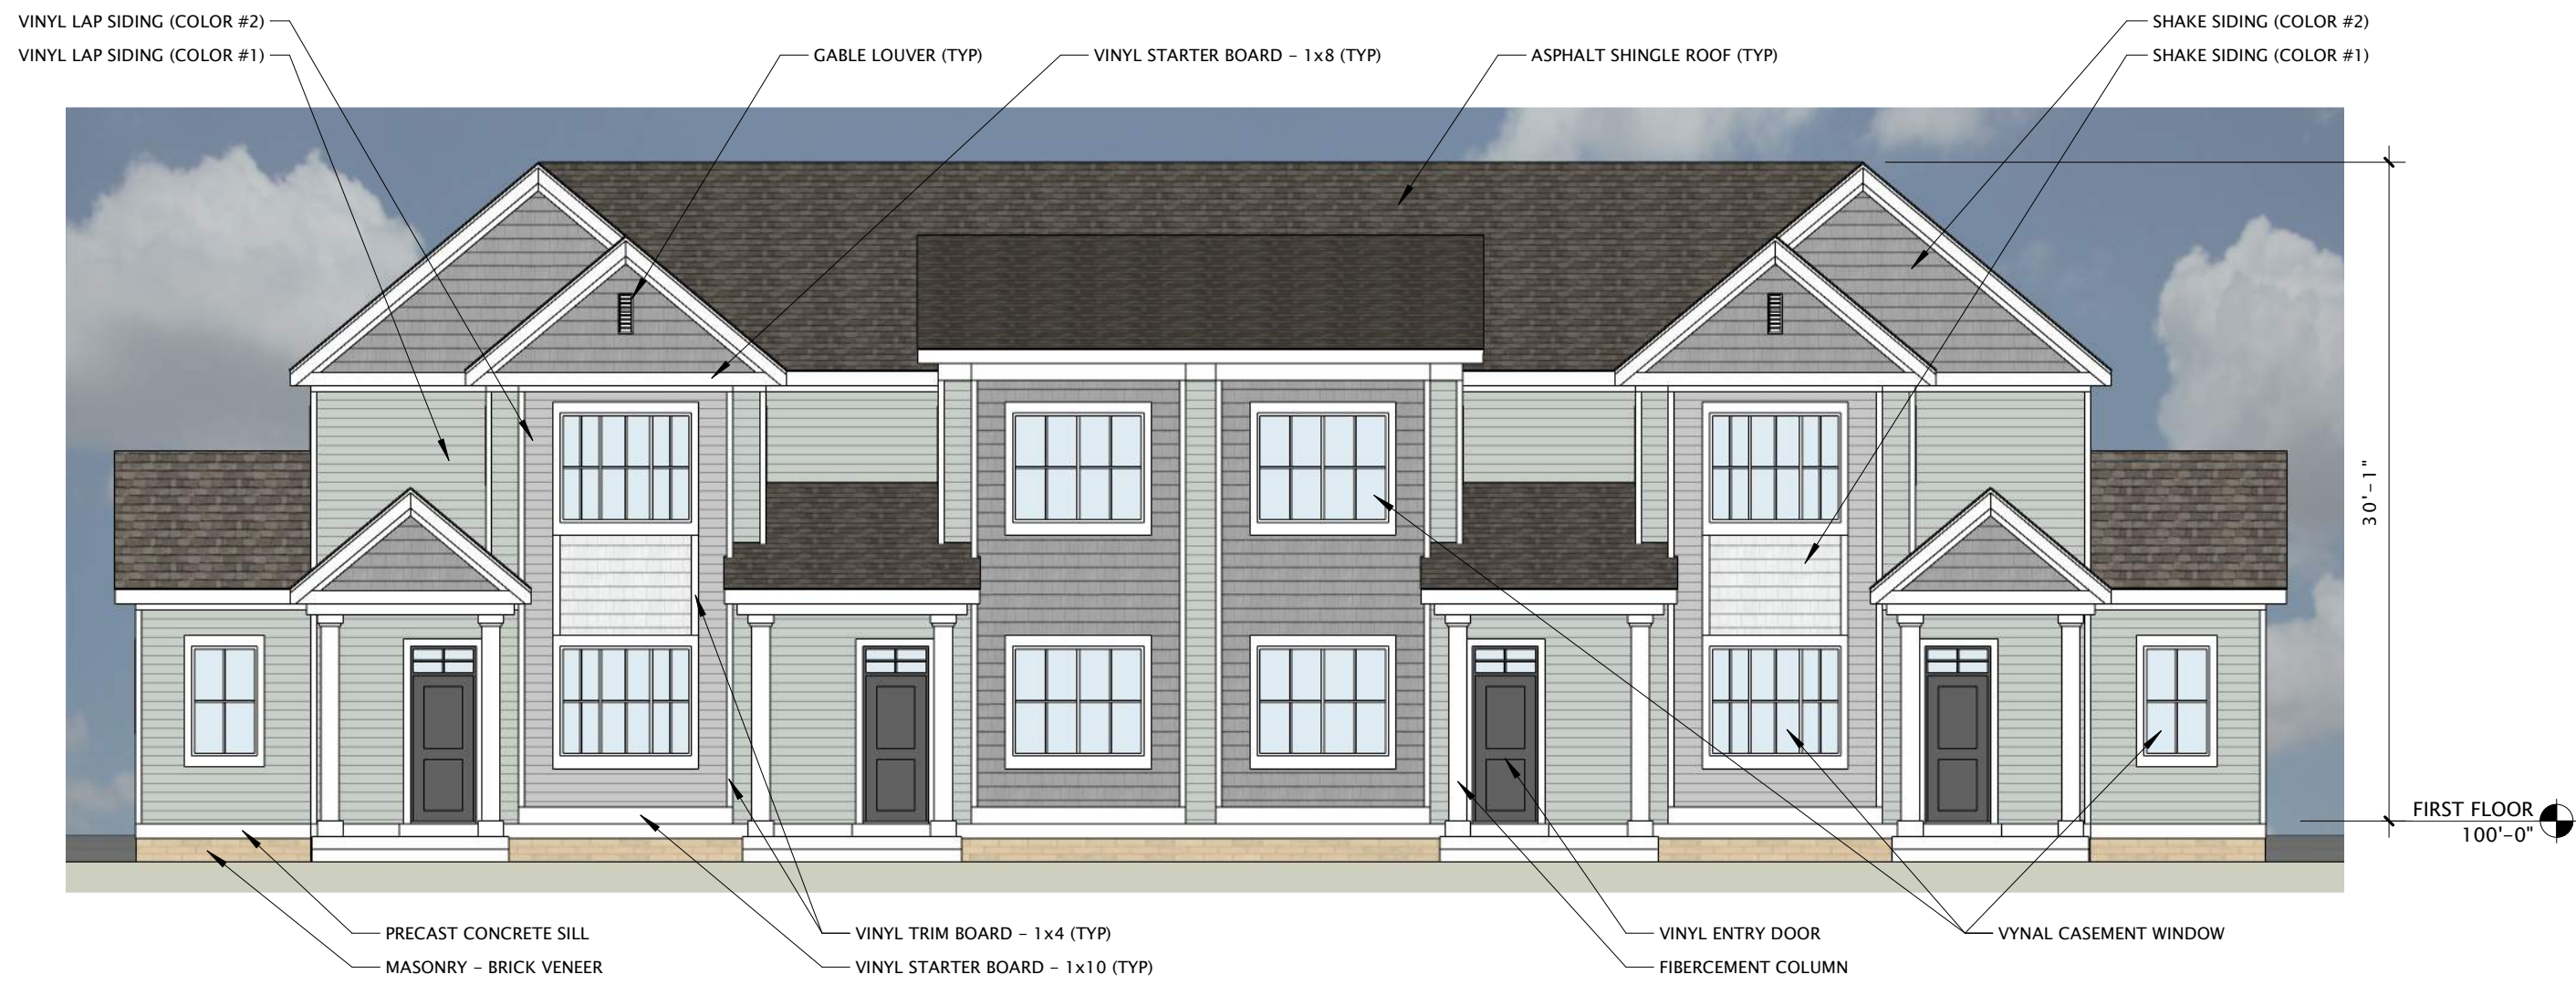 VINYL LAP SIDING (COLOR #2)
VINYL LAP SIDING (COLOR #1)
GABLE LOUVER (TYP)
VINYL STARTER BOARD - 1x8 (TYP)
ASPHALT SHINGLE ROOF (TYP)
SHAKE SIDING (COLOR #2)
SHAKE SIDING (COLOR #1)
30'-1"
FIRST FLOOR
100'-0"
PRECAST CONCRETE SILL
MASONRY - BRICK VENEER
VINYL TRIM BOARD - 1x4 (TYP)
VINYL STARTER BOARD - 1x10 (TYP)
VINYL ENTRY DOOR
FIBERCEMENT COLUMN
VYNAL CASEMENT WINDOW